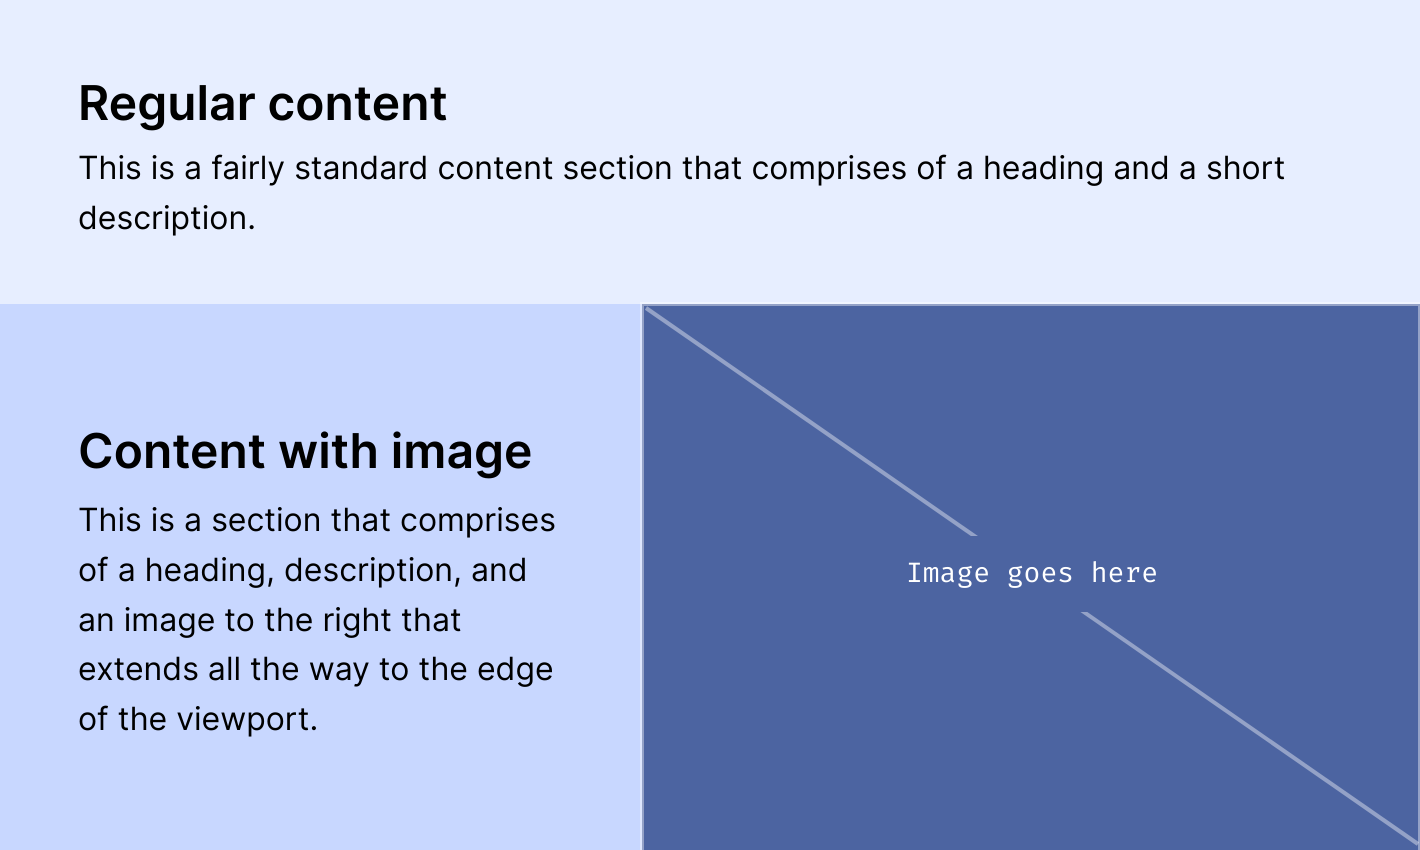 Regular content
This is a fairly standard content section that comprises of a heading and a short
description.
Content with image
This is a section that comprises
of a heading, description, and
an image to the right that
extends all the way to the edge
of the viewport.
Image goes here